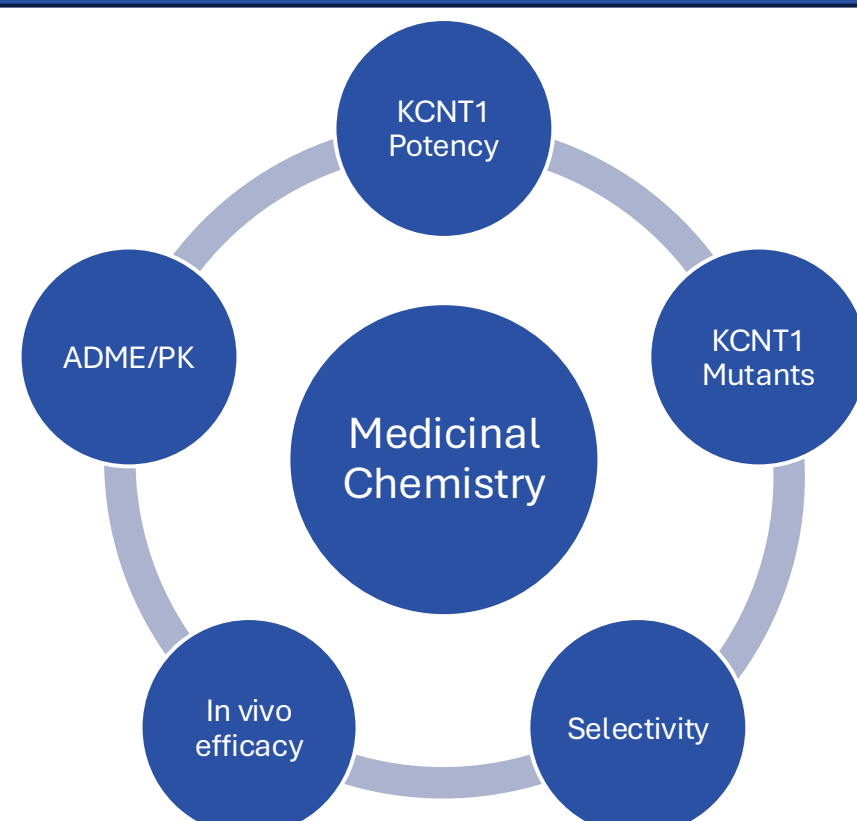 KCNT1
Potency
KCNT1
Mutants
Selectivity
In vivo
efficacy
ADME/PK
Medicinal
Chemistry